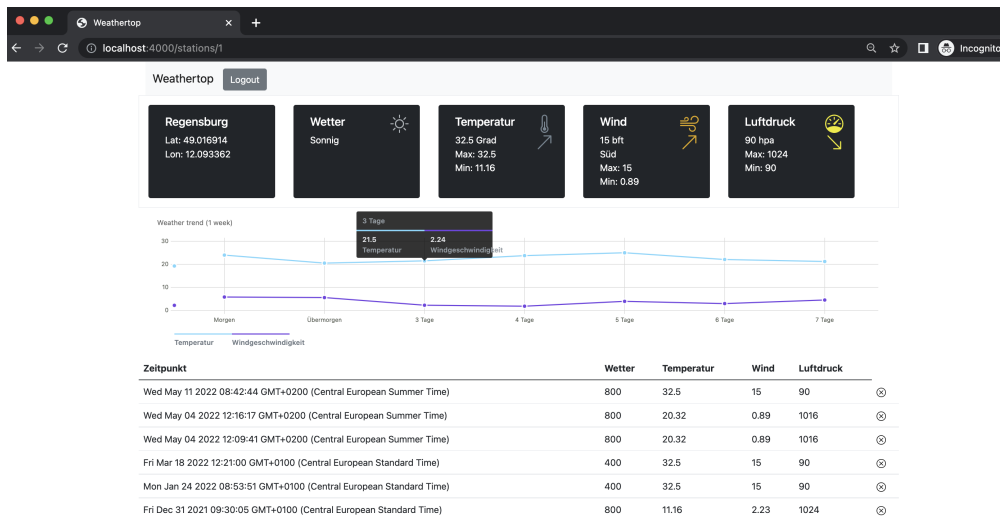 Weathertop
localhost:4000/stations/1
Incognito
Weathertop Logout
Regensburg
Lat: 49.016914
Lon: 12.093362
Wetter
Sonnig
Temperatur
32.5 Grad
Max: 32.5
Min: 11.16
Wind
15 bft
Süd
Max: 15
Min: 0.89
Luftdruck
90 hpa
Max: 1024
Min: 90
Weather trend (1 week)
3 Tage
21.5 2.24
Temperatur Windgeschwindigkeit
30
20
10
0
Morgen Übermorgen 3 Tage 4 Tage 5 Tage 6 Tage 7 Tage
Temperatur Windgeschwindigkeit
Zeitpunkt Wetter Temperatur Wind Luftdruck
Wed May 11 2022 08:42:44 GMT+0200 (Central European Summer Time) 800 32.5 15 90
Wed May 04 2022 12:16:17 GMT+0200 (Central European Summer Time) 800 20.32 0.89 1016
Wed May 04 2022 12:09:41 GMT+0200 (Central European Summer Time) 800 20.32 0.89 1016
Fri Mar 18 2022 12:21:00 GMT+0100 (Central European Standard Time) 400 32.5 15 90
Mon Jan 24 2022 08:53:51 GMT+0100 (Central European Standard Time) 400 32.5 15 90
Fri Dec 31 2021 09:30:05 GMT+0100 (Central European Standard Time) 800 11.16 2.23 1024